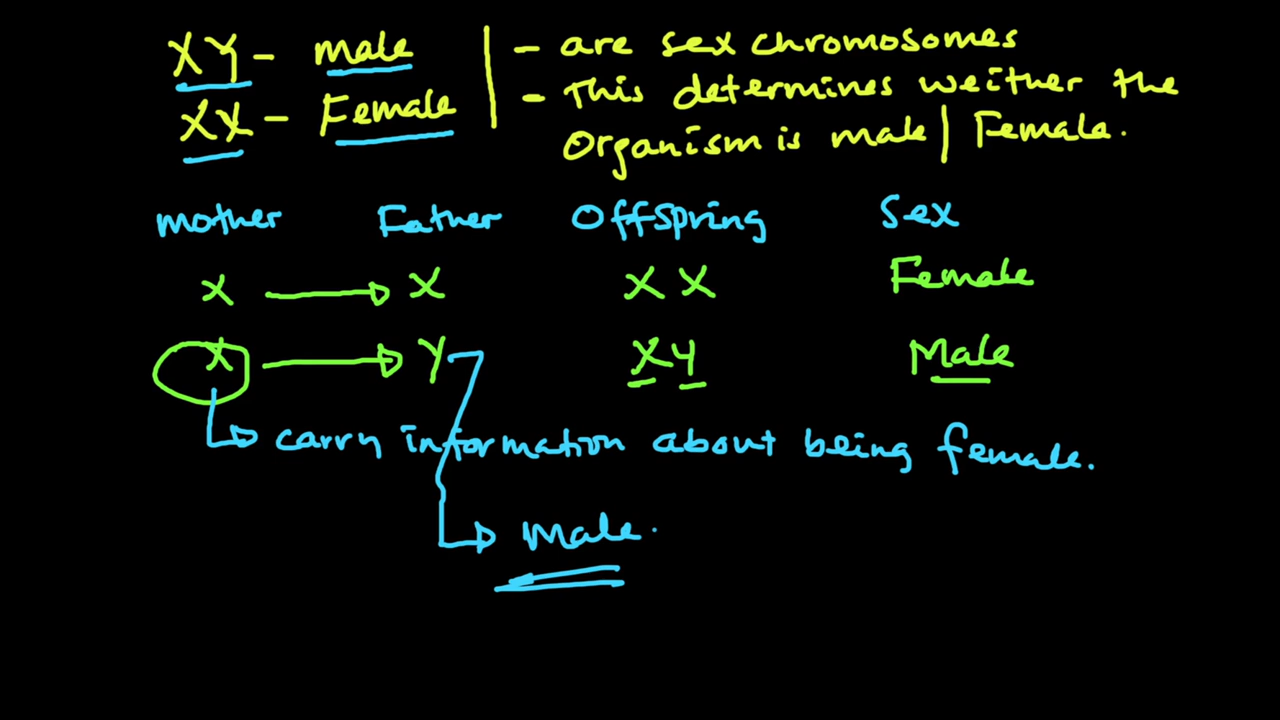 XY - male | - are sex chromosomes
XX - Female | - This determines weither the
Organism is male | Female.
mother Father Offspring Sex
X X XX Female
X Y XY Male
carry information about being female.
male.